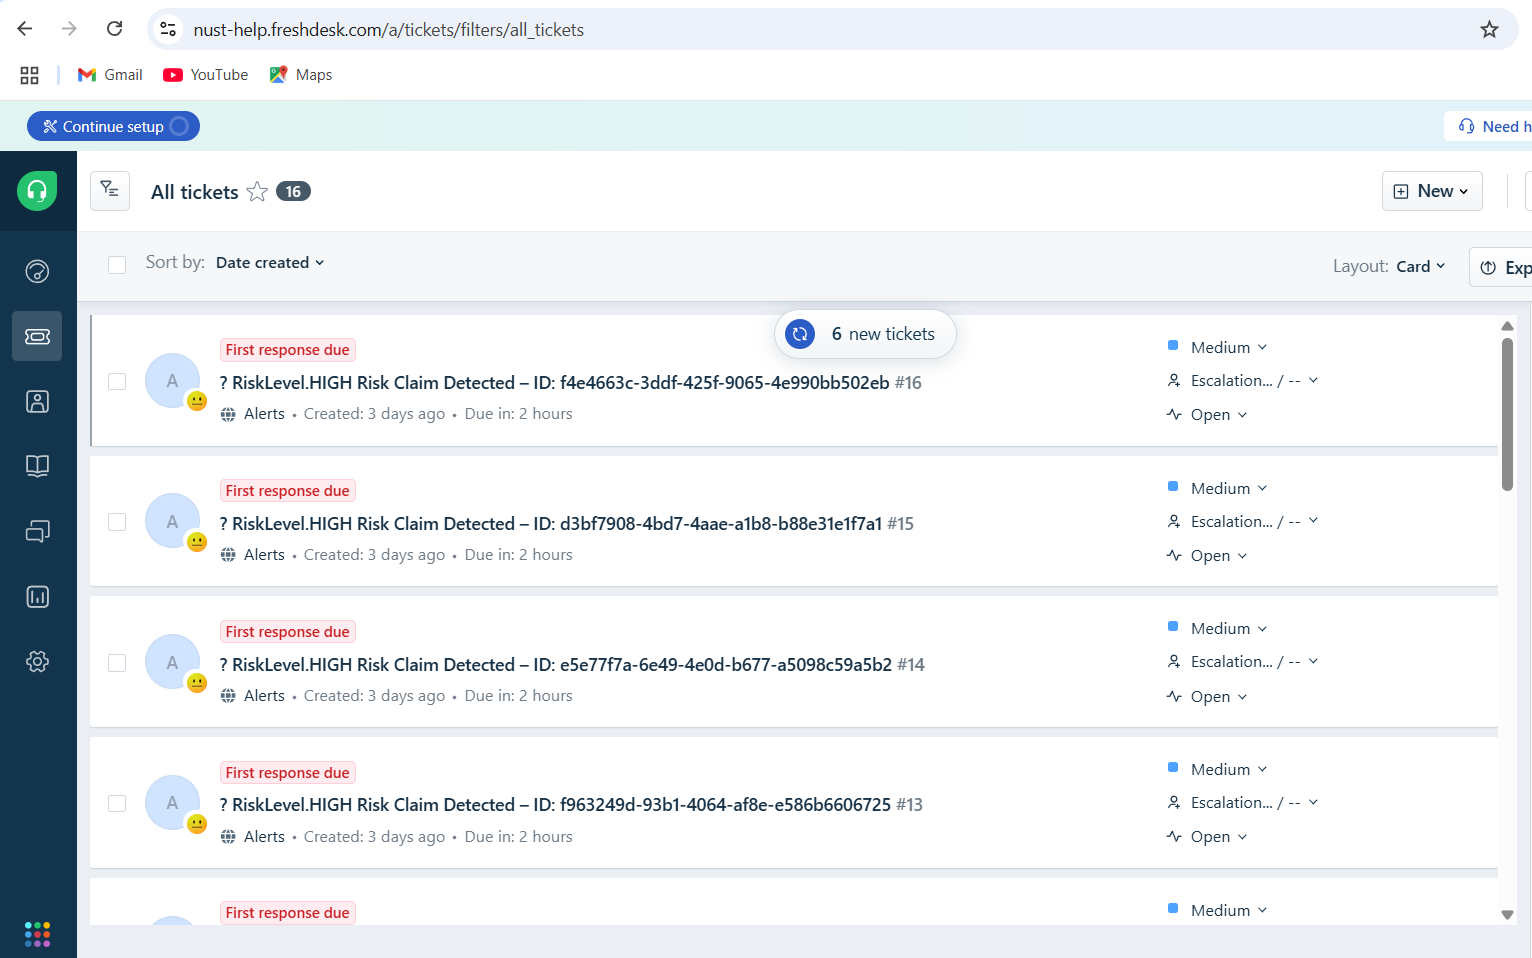 nust-help.freshdesk.com/a/tickets/filters/all_tickets
Gmail YouTube Maps
Continue setup
Need h
All tickets 16
New
Sort by: Date created
Layout: Card
Exp
6 new tickets
First response due
? RiskLevel.HIGH Risk Claim Detected – ID: f4e4663c-3ddf-425f-9065-4e990bb502eb #16
Alerts • Created: 3 days ago • Due in: 2 hours
Medium
Escalation... / --
Open
A
First response due
? RiskLevel.HIGH Risk Claim Detected – ID: d3bf7908-4bd7-4aae-a1b8-b88e31e1f7a1 #15
Alerts • Created: 3 days ago • Due in: 2 hours
Medium
Escalation... / --
Open
A
First response due
? RiskLevel.HIGH Risk Claim Detected – ID: e5e77f7a-6e49-4e0d-b677-a5098c59a5b2 #14
Alerts • Created: 3 days ago • Due in: 2 hours
Medium
Escalation... / --
Open
A
First response due
? RiskLevel.HIGH Risk Claim Detected – ID: f963249d-93b1-4064-af8e-e586b6606725 #13
Alerts • Created: 3 days ago • Due in: 2 hours
Medium
Escalation... / --
Open
A
First response due
Medium